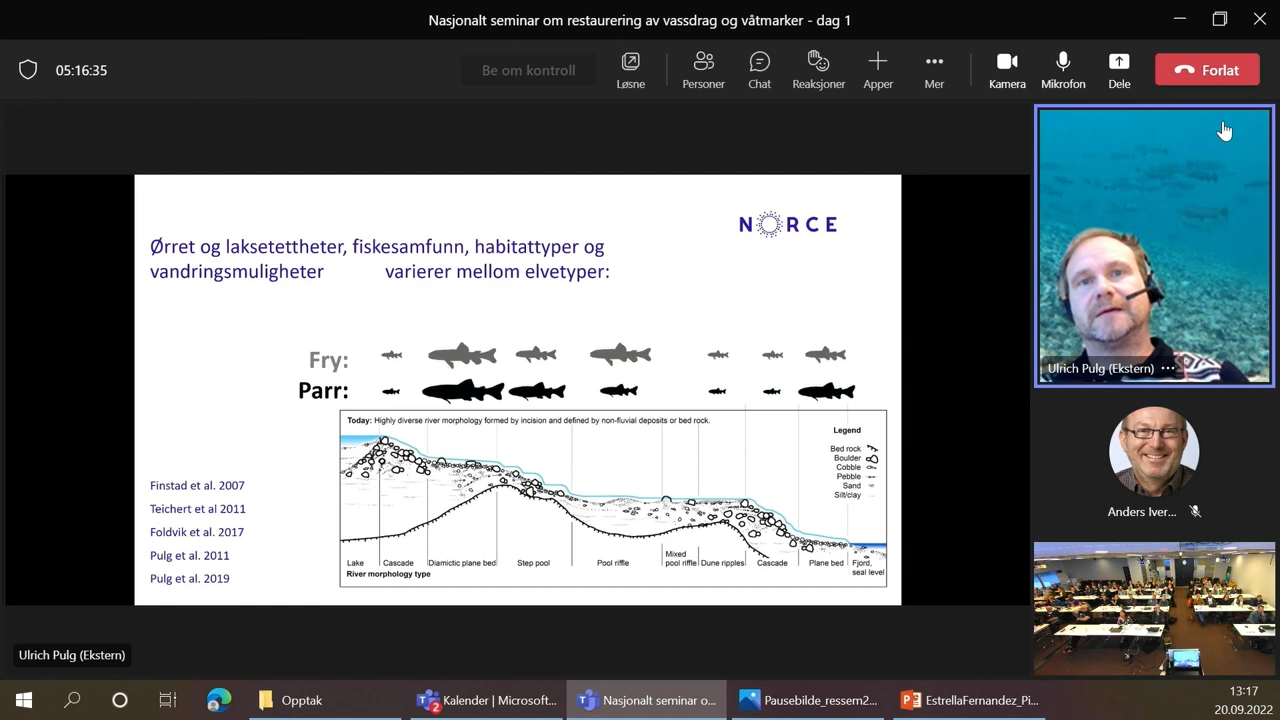 Nasjonalt seminar om restaurering av vassdrag og våtmarker - dag 1
05:16:35
Be om kontroll
Løsne
Personer
Chat
Reaksjoner
Apper
Mer
Kamera
Mikrofon
Dele
Forlat
NORCE
Ørret og laksetettheter, fiskesamfunn, habitattyper og
vandringsmuligheter varierer mellom elvetyper:
Fry:
Parr:
Today: Highly diverse river morphology formed by incision and defined by non-fluvial deposits or bed rock.
Legend
Bed rock
Boulder
Cobble
Pebble
Sand
Silt/clay
Lake
Cascade
Diamictic plane bed
Step pool
Pool riffle
Mixed
pool riffle
Dune ripples
Cascade
Plane bed
Fjord,
seal level
River morphology type
Finstad et al. 2007
Teichert et al 2011
Foldvik et al. 2017
Pulg et al. 2011
Pulg et al. 2019
Ulrich Pulg (Ekstern)
Anders Iver...
Ulrich Pulg (Ekstern)
Opptak
2
Kalender | Microsoft...
Nasjonalt seminar o...
Pausebilde_ressem2...
EstrellaFernandez_Pi...
13:17
20.09.2022